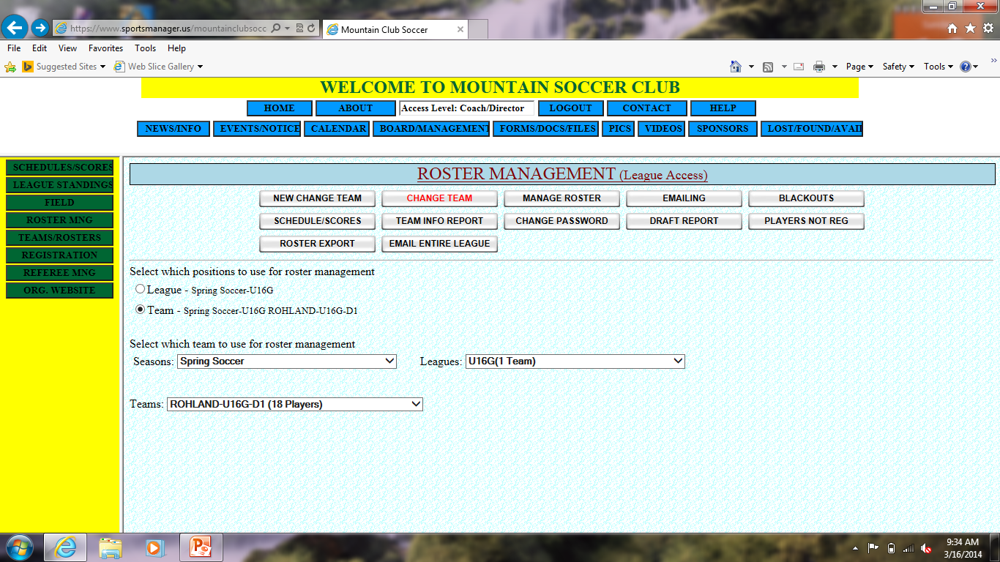 https://www.sportsmanager.us/mountainclubsocc
Mountain Club Soccer
File Edit View Favorites Tools Help
Suggested Sites Web Slice Gallery Page Safety Tools
WELCOME TO MOUNTAIN SOCCER CLUB
HOME ABOUT Access Level: Coach/Director LOGOUT CONTACT HELP
NEWS/INFO EVENTS/NOTICE CALENDAR BOARD/MANAGEMENT FORMS/DOCS/FILES PICS VIDEOS SPONSORS LOST/FOUND/AVAI
SCHEDULES/SCORES
LEAGUE STANDINGS
FIELD
ROSTER MNG
TEAMS/ROSTERS
REGISTRATION
REFEREE MNG
ORG. WEBSITE
ROSTER MANAGEMENT (League Access)
NEW CHANGE TEAM CHANGE TEAM MANAGE ROSTER EMAILING BLACKOUTS
SCHEDULE/SCORES TEAM INFO REPORT CHANGE PASSWORD DRAFT REPORT PLAYERS NOT REG
ROSTER EXPORT EMAIL ENTIRE LEAGUE
Select which positions to use for roster management
League - Spring Soccer-U16G
Team - Spring Soccer-U16G ROHLAND-U16G-D1
Select which team to use for roster management
Seasons: Spring Soccer Leagues: U16G(1 Team)
Teams: ROHLAND-U16G-D1 (18 Players)
9:34 AM
3/16/2014